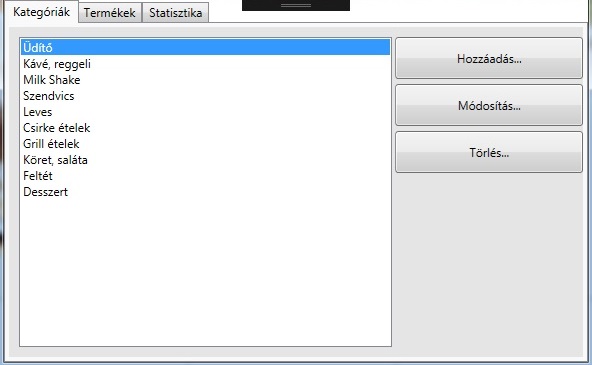 Kategóriák Termékek Statisztika
Üdítő
Kávé, reggeli
Milk Shake
Szendvics
Leves
Csirke ételek
Grill ételek
Köret, saláta
Feltét
Desszert
Hozzáadás...
Módosítás...
Törlés...